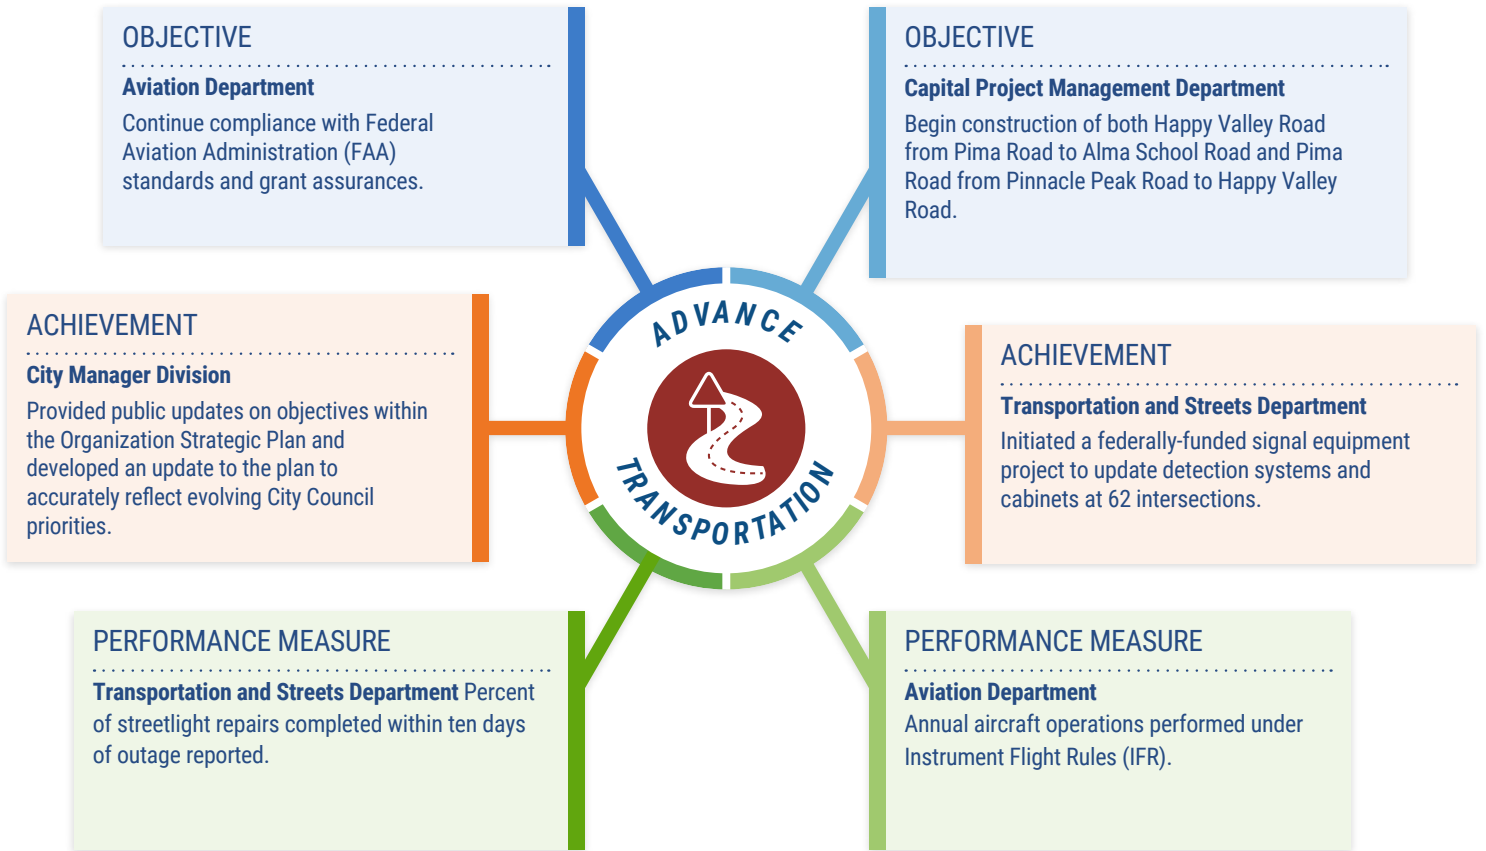 OBJECTIVE
Aviation Department
Continue compliance with Federal
Aviation Administration (FAA)
standards and grant assurances.
OBJECTIVE
Capital Project Management Department
Begin construction of both Happy Valley Road
from Pima Road to Alma School Road and Pima
Road from Pinnacle Peak Road to Happy Valley
Road.
ACHIEVEMENT
City Manager Division
Provided public updates on objectives within
the Organization Strategic Plan and
developed an update to the plan to
accurately reflect evolving City Council
priorities.
ADVANCE
TRANSPORTATION
ACHIEVEMENT
Transportation and Streets Department
Initiated a federally-funded signal equipment
project to update detection systems and
cabinets at 62 intersections.
PERFORMANCE MEASURE
Transportation and Streets Department Percent
of streetlight repairs completed within ten days
of outage reported.
PERFORMANCE MEASURE
Aviation Department
Annual aircraft operations performed under
Instrument Flight Rules (IFR).